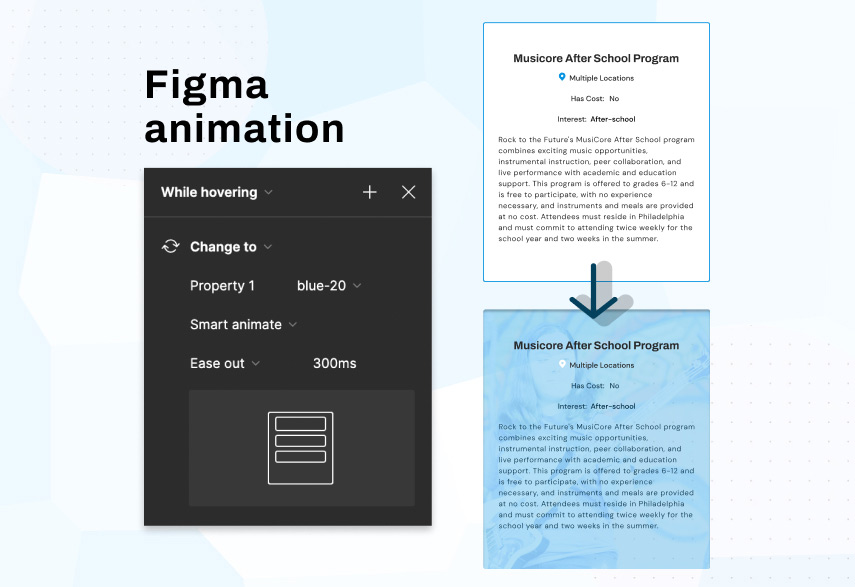 Figma
animation
While hovering
Change to
Property 1 blue-20
Smart animate
Ease out 300ms
Musicore After School Program
Multiple Locations
Has Cost: No
Interest: After-school
Rock to the Future's MusiCore After School program
combines exciting music opportunities,
instrumental instruction, peer collaboration, and
live performance with academic and education
support. This program is offered to grades 6-12 and
is free to participate, with no experience
necessary, and instruments and meals are provided
at no cost. Attendees must reside in Philadelphia
and must commit to attending twice weekly for the
school year and two weeks in the summer.
Musicore After School Program
Multiple Locations
Has Cost: No
Interest: After-school
Rock to the Future's MusiCore After School program
combines exciting music opportunities,
instrumental instruction, peer collaboration, and
live performance with academic and education
support. This program is offered to grades 6-12 and
is free to participate, with no experience
necessary, and instruments and meals are provided
at no cost. Attendees must reside in Philadelphia
and must commit to attending twice weekly for the
school year and two weeks in the summer.